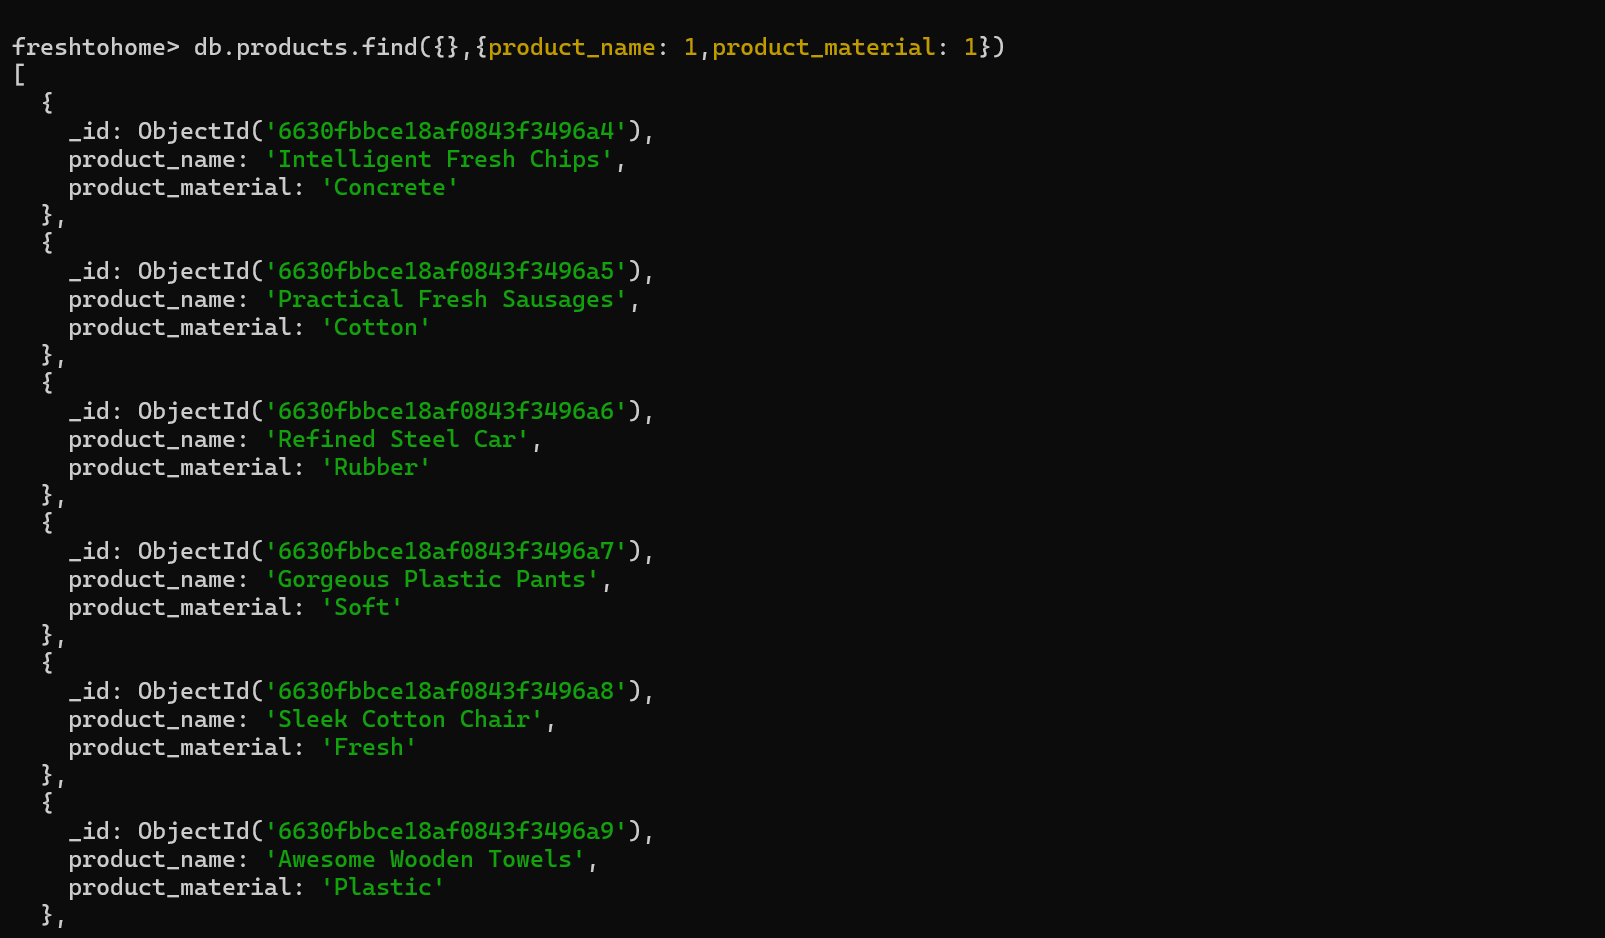 freshtohome> db.products.find({},{product_name: 1,product_material: 1})
[
  {
    _id: ObjectId('6630fbbce18af0843f3496a4'),
    product_name: 'Intelligent Fresh Chips',
    product_material: 'Concrete'
  },
  {
    _id: ObjectId('6630fbbce18af0843f3496a5'),
    product_name: 'Practical Fresh Sausages',
    product_material: 'Cotton'
  },
  {
    _id: ObjectId('6630fbbce18af0843f3496a6'),
    product_name: 'Refined Steel Car',
    product_material: 'Rubber'
  },
  {
    _id: ObjectId('6630fbbce18af0843f3496a7'),
    product_name: 'Gorgeous Plastic Pants',
    product_material: 'Soft'
  },
  {
    _id: ObjectId('6630fbbce18af0843f3496a8'),
    product_name: 'Sleek Cotton Chair',
    product_material: 'Fresh'
  },
  {
    _id: ObjectId('6630fbbce18af0843f3496a9'),
    product_name: 'Awesome Wooden Towels',
    product_material: 'Plastic'
  },